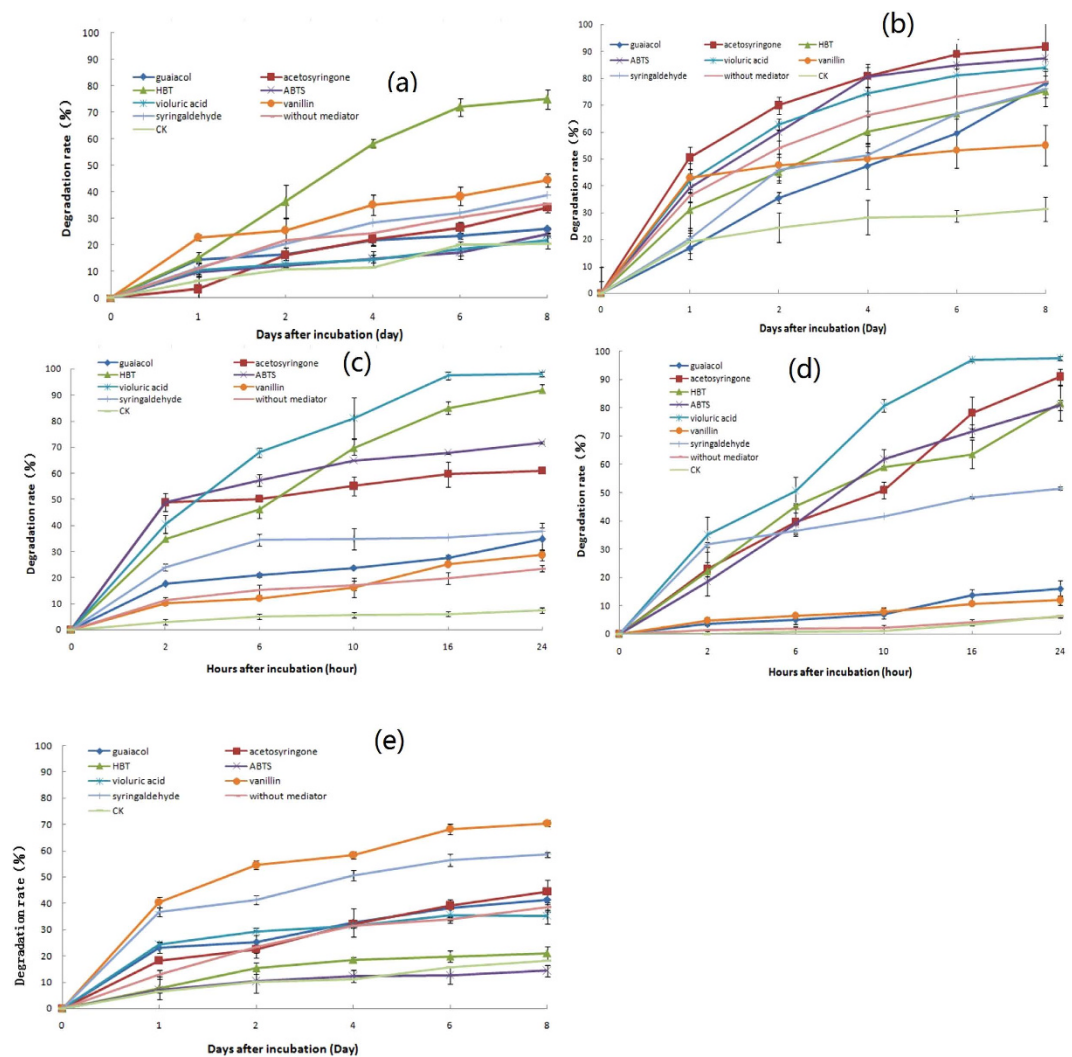 (a)
guaiacol acetosyringone
HBT ABTS
violuric acid vanillin
syringaldehyde without mediator
CK
Degradation rate (%)
100
90
80
70
60
50
40
30
20
10
0
0 1 2 4 6 8
Days after incubation (day)
(b)
guaiacol acetosyringone HBT
ABTS violuric acid vanillin
syringaldehyde without mediator CK
Degradation rate (%)
100
90
80
70
60
50
40
30
20
10
0
0 1 2 4 6 8
Days after incubation (Day)
(c)
guaiacol acetosyringone
HBT ABTS
violuric acid vanillin
syringaldehyde without mediator
CK
Degradation rate (%)
100
90
80
70
60
50
40
30
20
10
0
0 2 6 10 16 24
Hours after incubation (hour)
(d)
guaiacol
acetosyringone
HBT
ABTS
violuric acid
vanillin
syringaldehyde
without mediator
CK
Degradation rate (%)
100
90
80
70
60
50
40
30
20
10
0
0 2 6 10 16 24
Hours after incubation (hour)
(e)
guaiacol acetosyringone
HBT ABTS
violuric acid vanillin
syringaldehyde without mediator
CK
Degradation rate (%)
100
90
80
70
60
50
40
30
20
10
0
0 1 2 4 6 8
Days after incubation (Day)